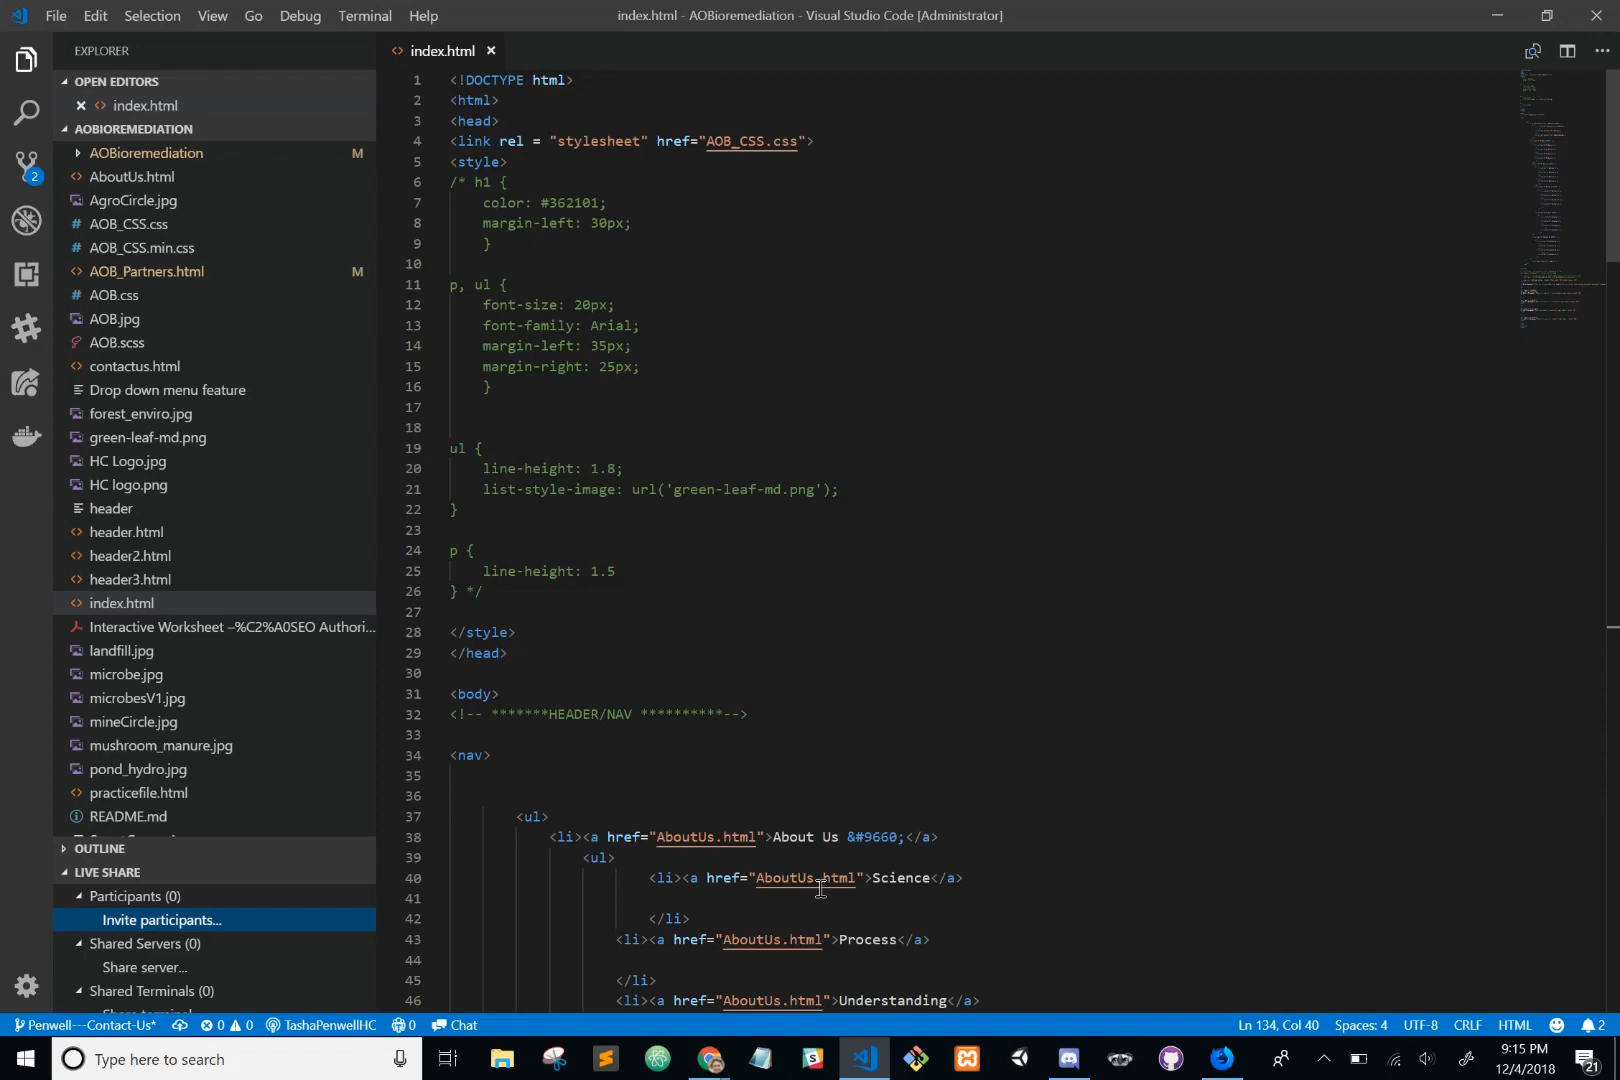 File Edit Selection View Go Debug Terminal Help
index.html - AOBioremediation - Visual Studio Code [Administrator]
EXPLORER
OPEN EDITORS
index.html
AOBIOREMEDIATION
AOBioremediation M
AboutUs.html
AgroCircle.jpg
AOB_CSS.css
AOB_CSS.min.css
AOB_Partners.html M
AOB.css
AOB.jpg
AOB.scss
contactus.html
Drop down menu feature
forest_enviro.jpg
green-leaf-md.png
HC Logo.jpg
HC logo.png
header
header.html
header2.html
header3.html
index.html
Interactive Worksheet –%C2%A0SEO Authori...
landfill.jpg
microbe.jpg
microbesV1.jpg
mineCircle.jpg
mushroom_manure.jpg
pond_hydro.jpg
practicefile.html
README.md
OUTLINE
LIVE SHARE
Participants (0)
Invite participants...
Shared Servers (0)
Share server...
Shared Terminals (0)
2
index.html
1 <!DOCTYPE html>
2 <html>
3 <head>
4 <link rel = "stylesheet" href="AOB_CSS.css">
5 <style>
6 /* h1 {
7 color: #362101;
8 margin-left: 30px;
9 }
10
11 p, ul {
12 font-size: 20px;
13 font-family: Arial;
14 margin-left: 35px;
15 margin-right: 25px;
16 }
17
18
19 ul {
20 line-height: 1.8;
21 list-style-image: url('green-leaf-md.png');
22 }
23
24 p {
25 line-height: 1.5
26 } */
27
28 </style>
29 </head>
30
31 <body>
32 <!-- *******HEADER/NAV **********-->
33
34 <nav>
35
36
37 <ul>
38 <li><a href="AboutUs.html">About Us &#9660;</a>
39 <ul>
40 <li><a href="AboutUs.html">Science</a>
41
42 </li>
43 <li><a href="AboutUs.html">Process</a>
44
45 </li>
46 <li><a href="AboutUs.html">Understanding</a>
Penwell---Contact-Us* 0 0 TashaPenwellHC 0 Chat Ln 134, Col 40 Spaces: 4 UTF-8 CRLF HTML 2
Type here to search
9:15 PM
12/4/2018
21